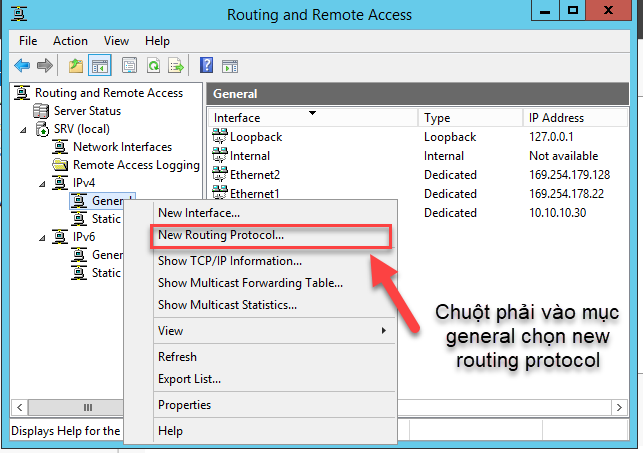 Routing and Remote Access
File Action View Help
Routing and Remote Access
Server Status
SRV (local)
Network Interfaces
Remote Access Logging
IPv4
General
Static
IPv6
Gener
Static
General
Interface Type IP Address
Loopback Loopback 127.0.0.1
Internal Internal Not available
Ethernet2 Dedicated 169.254.179.128
Ethernet1 Dedicated 169.254.178.22
Dedicated 10.10.10.30
New Interface...
New Routing Protocol...
Show TCP/IP Information...
Show Multicast Forwarding Table...
Show Multicast Statistics...
View
Refresh
Export List...
Properties
Help
Chuột phải vào mục
general chọn new
routing protocol
Displays Help for the